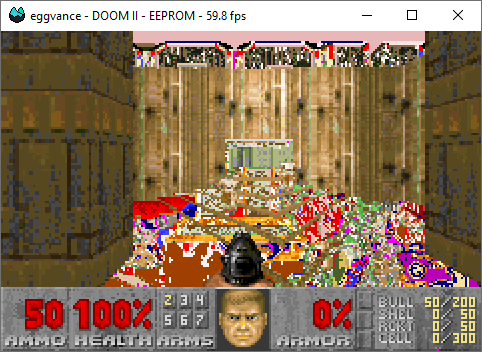 eggvance - DOOM II - EEPROM - 59.8 fps
50 100% 2 3 4 0% BULL 50/200
5 6 7 SHEL 0/50
RCKT 0/50
AMMO HEALTH ARMS ARMOR CELL 0/300